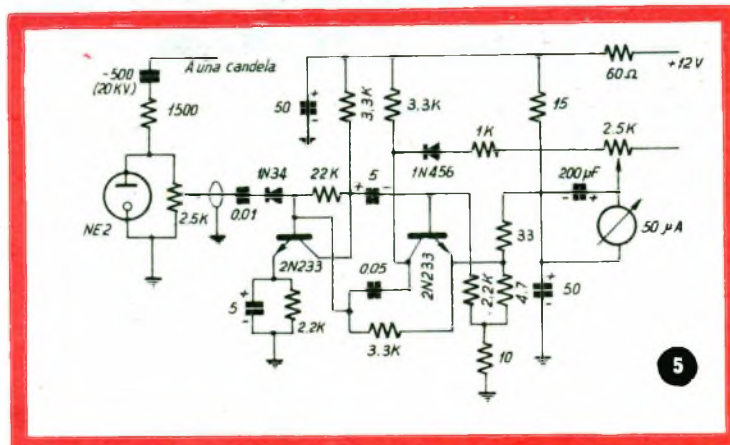 -500
(20KV)
A una candela
1500
NE2
2.5K
0,01
1N34
22K
50
+
-
3,3K
3.3K
+ 5 -
1N456
1K
15
60Ω
+12V
2.5K
200 µF
- +
50 µA
33
2N233
5
+
-
2.2K
0.05
2N233
3.3K
2.2K
4.7
+
50
-
10
5